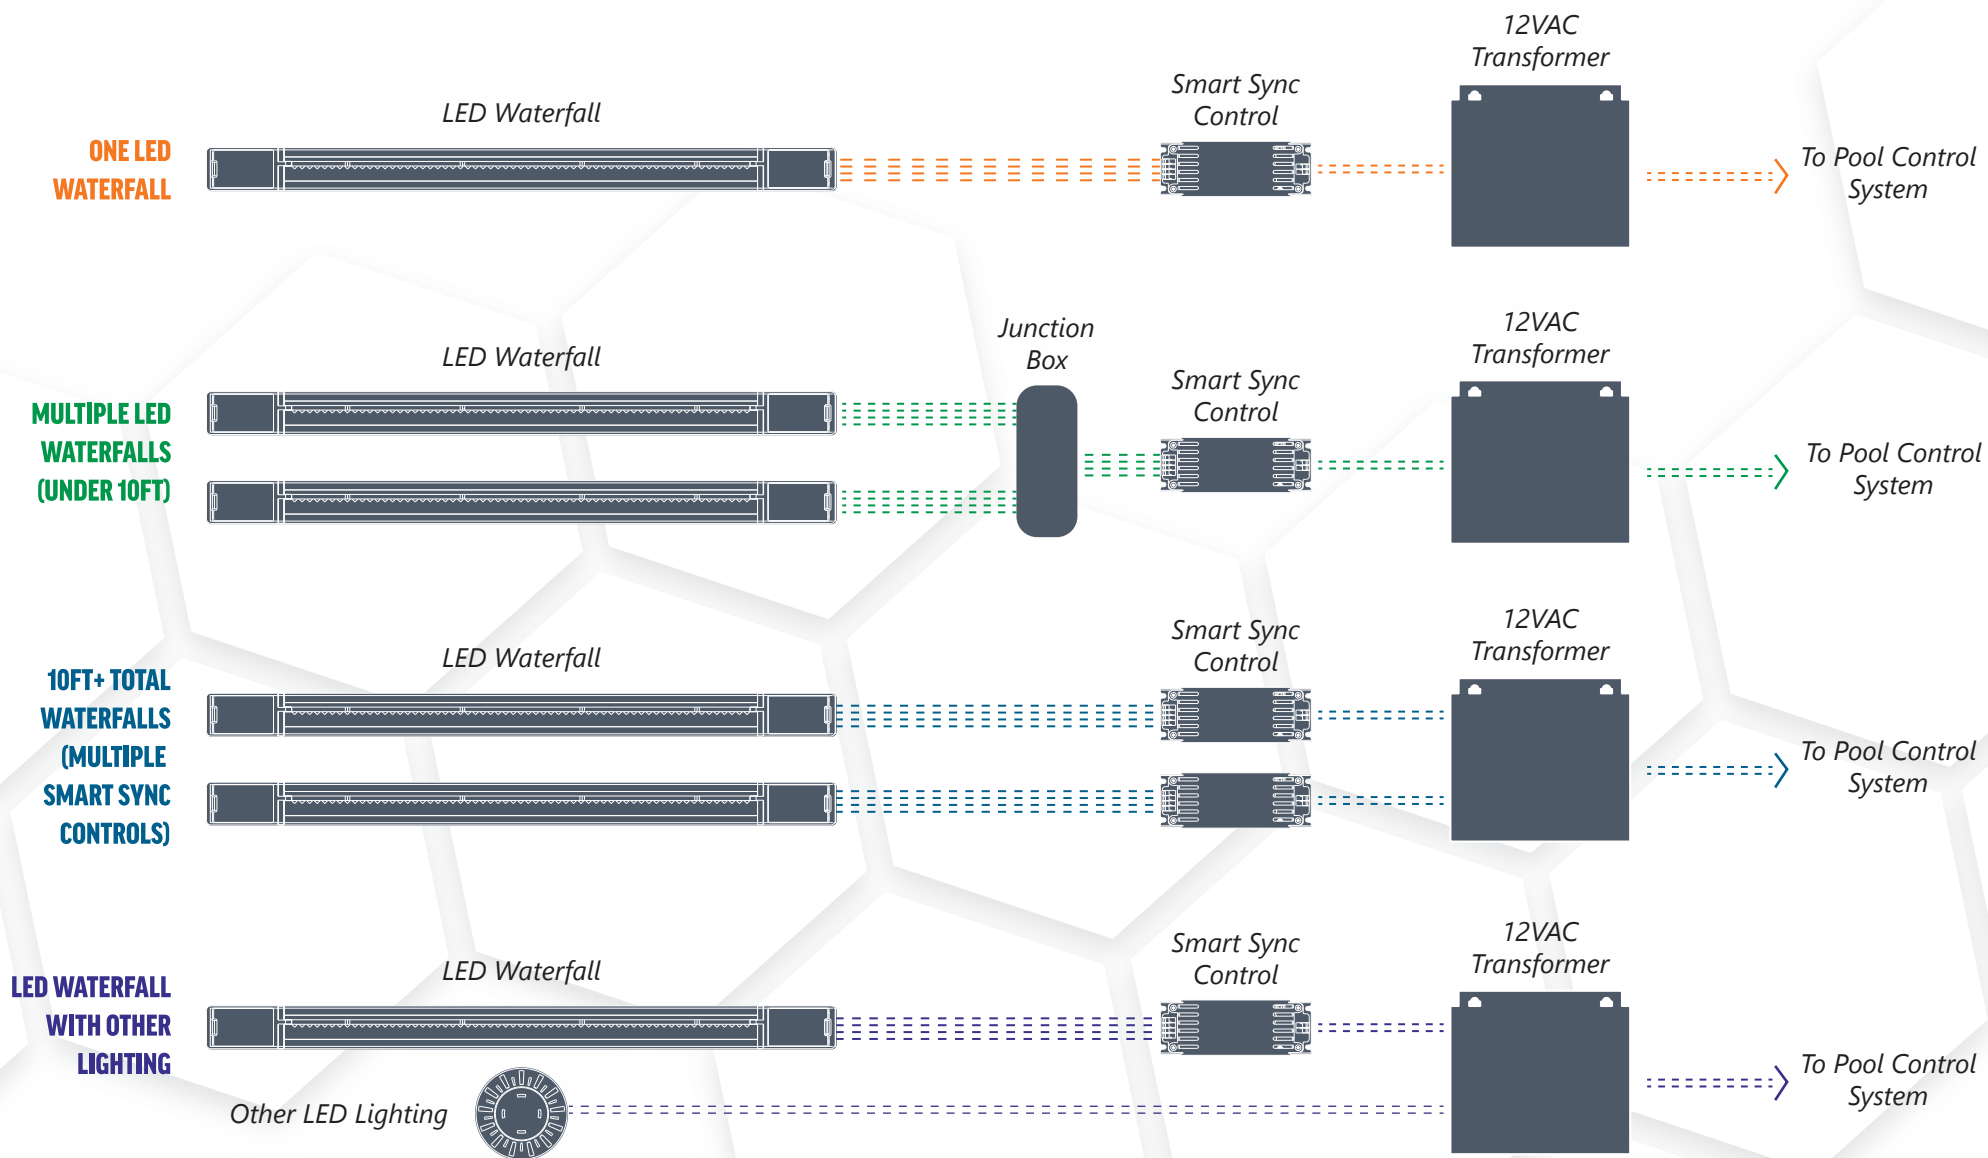 12VAC
Transformer
Smart Sync
Control
LED Waterfall
ONE LED
WATERFALL
To Pool Control
System
12VAC
Transformer
Junction
Box
LED Waterfall
Smart Sync
Control
MULTIPLE LED
WATERFALLS
(UNDER 10FT)
To Pool Control
System
12VAC
Transformer
Smart Sync
Control
LED Waterfall
10FT+ TOTAL
WATERFALLS
(MULTIPLE
SMART SYNC
CONTROLS)
To Pool Control
System
12VAC
Transformer
Smart Sync
Control
LED Waterfall
LED WATERFALL
WITH OTHER
LIGHTING
To Pool Control
System
Other LED Lighting